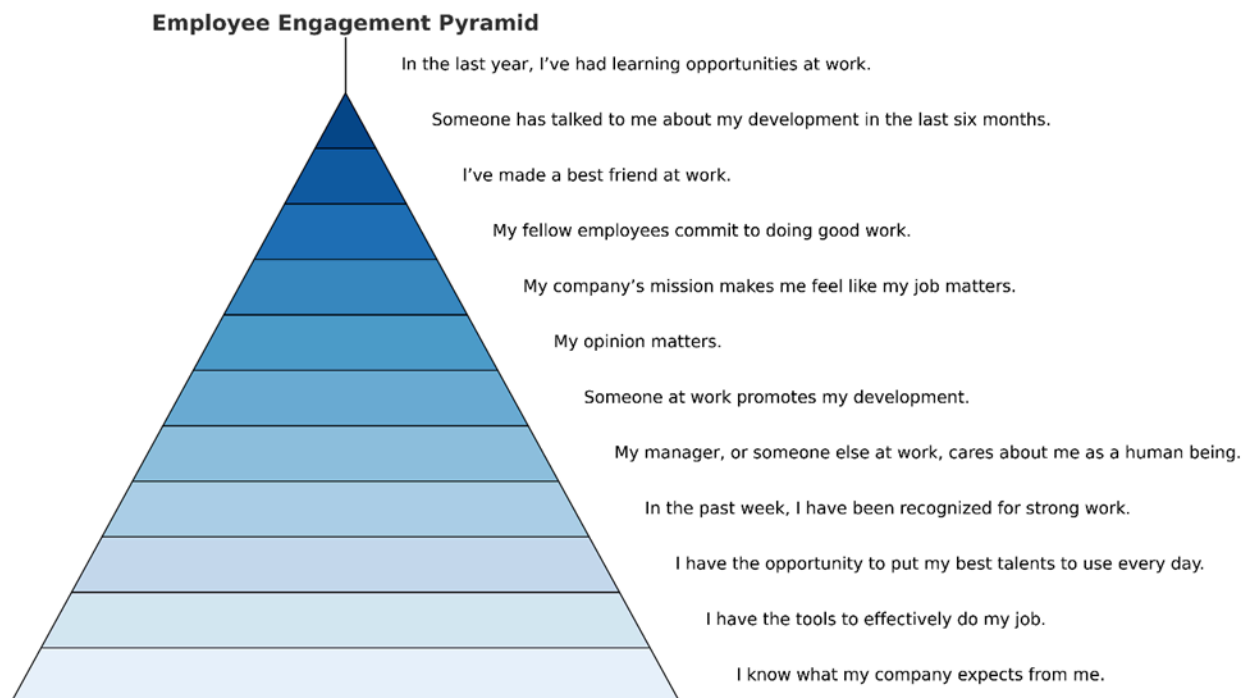 Employee Engagement Pyramid
In the last year, I’ve had learning opportunities at work.
Someone has talked to me about my development in the last six months.
I’ve made a best friend at work.
My fellow employees commit to doing good work.
My company’s mission makes me feel like my job matters.
My opinion matters.
Someone at work promotes my development.
My manager, or someone else at work, cares about me as a human being.
In the past week, I have been recognized for strong work.
I have the opportunity to put my best talents to use every day.
I have the tools to effectively do my job.
I know what my company expects from me.